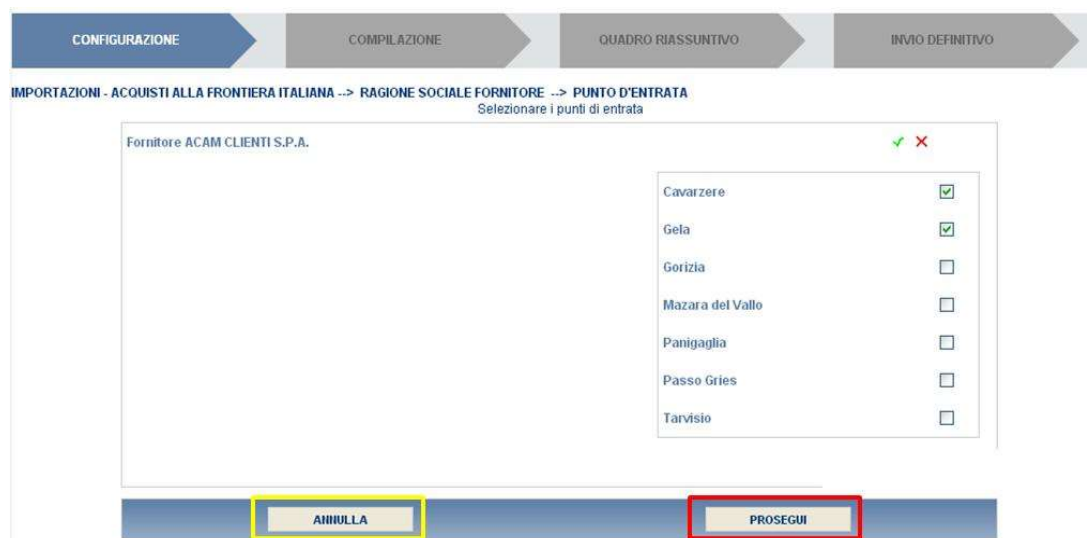 CONFIGURAZIONE COMPILAZIONE QUADRO RIASSUNTIVO INVIO DEFINITIVO
IMPORTAZIONI - ACQUISTI ALLA FRONTIERA ITALIANA --> RAGIONE SOCIALE FORNITORE --> PUNTO D'ENTRATA
Selezionare i punti di entrata
Fornitore ACAM CLIENTI S.P.A.
Cavarzere
Gela
Gorizia
Mazara del Vallo
Panigaglia
Passo Gries
Tarvisio
ANNULLA PROSEGUI